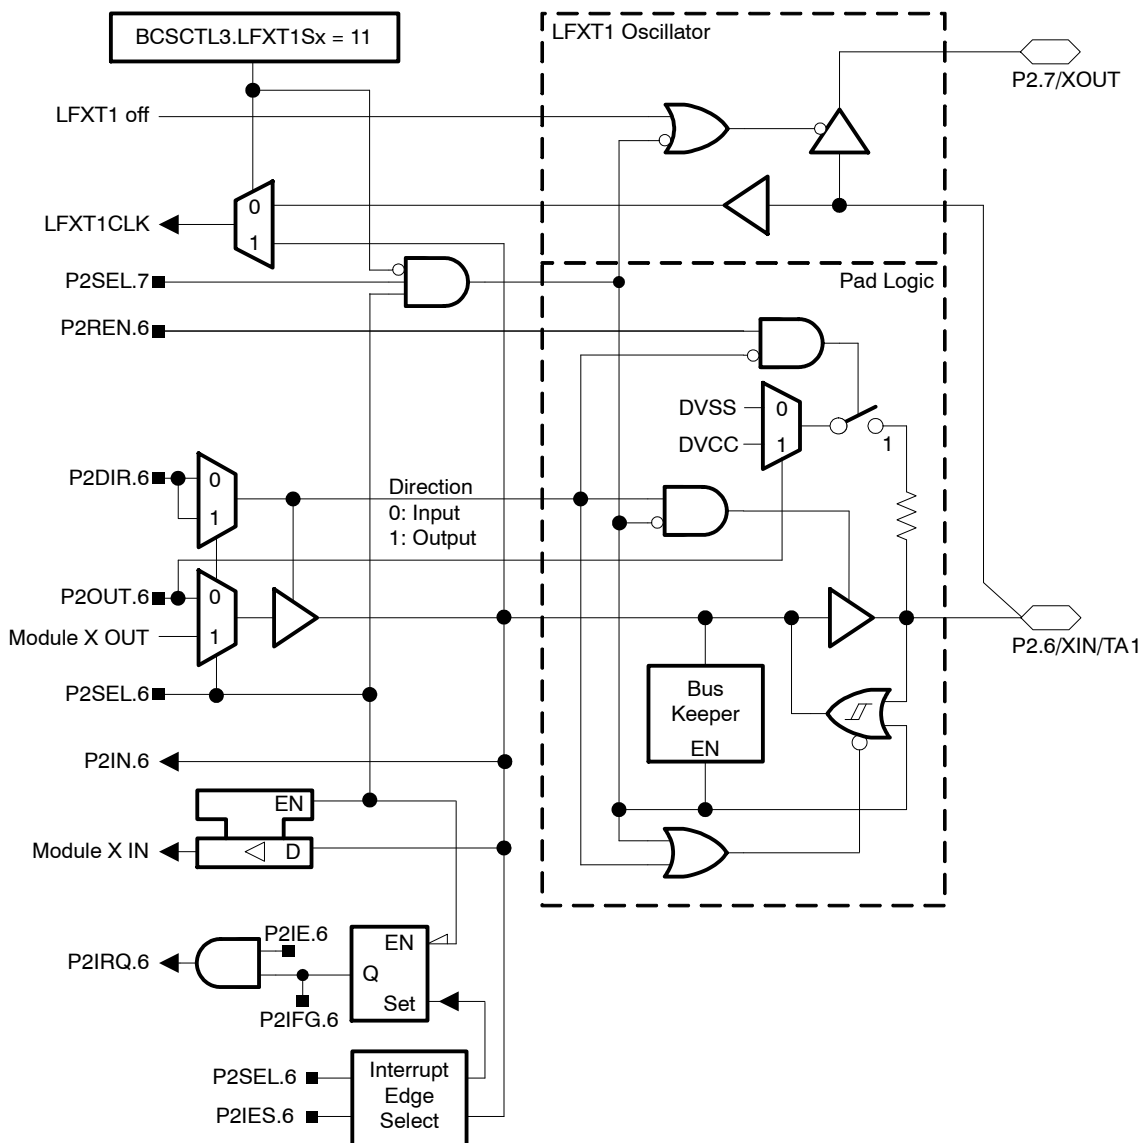 BCSCTL3.LFXT1Sx = 11
LFXT1 Oscillator
P2.7/XOUT
LFXT1 off
0
LFXT1CLK
1
P2SEL.7
Pad Logic
P2REN.6
DVSS
0
DVCC
1
1
P2DIR.6
0
1
Direction
0: Input
1: Output
P2OUT.6
0
Module X OUT
1
P2.6/XIN/TA1
P2SEL.6
Bus
Keeper
EN
P2IN.6
EN
Module X IN
D
P2IE.6
EN
P2IRQ.6
Q
Set
P2IFG.6
P2SEL.6
Interrupt
Edge
Select
P2IES.6